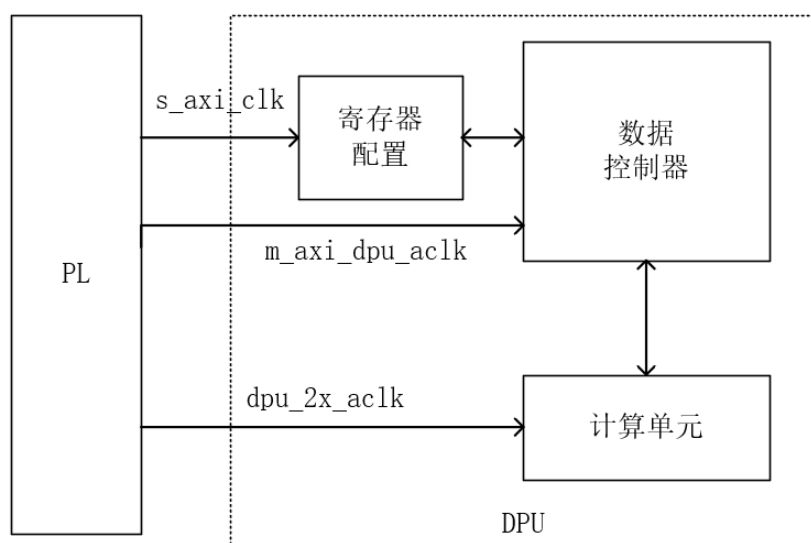 s_axi_clk
寄存器
配置
数据
控制器
m_axi_dpu_aclk
PL
dpu_2x_aclk
计算单元
DPU